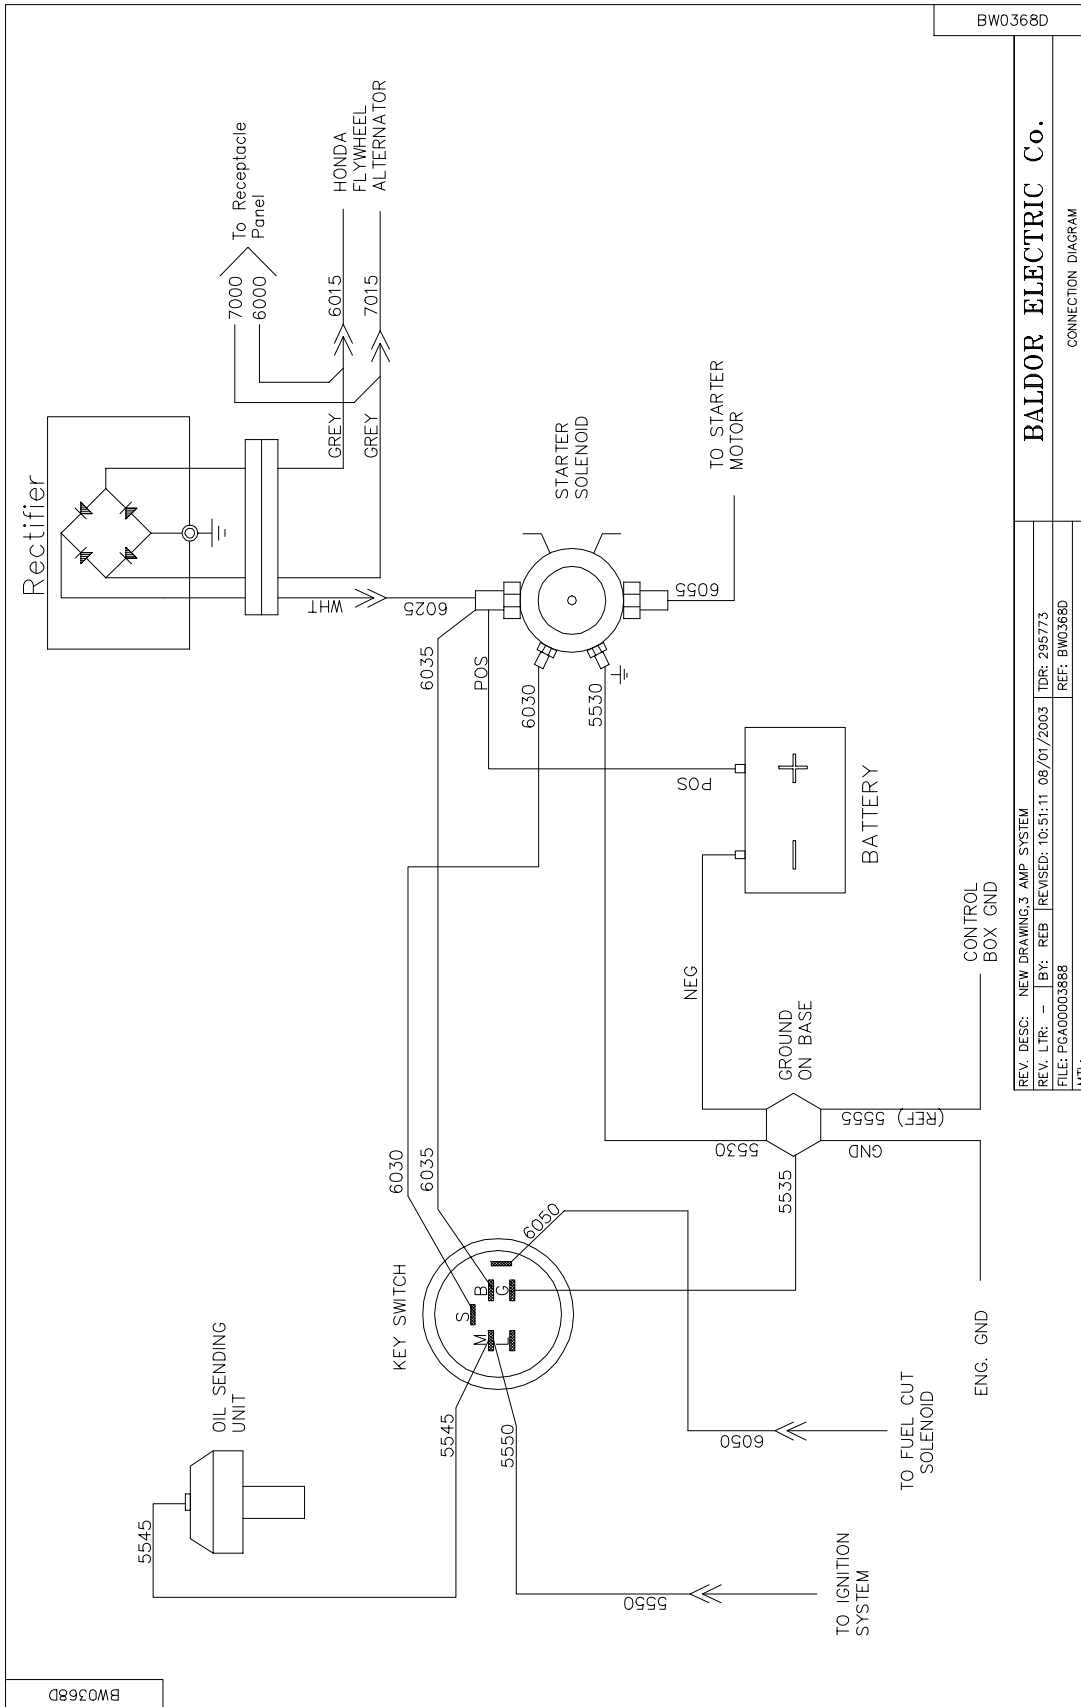 BW0368D
Rectifier
7000
6000
To Receptacle
Panel
6015
7015
HONDA
FLYWHEEL
ALTERNATOR
GREY
GREY
WHT
6025
6035
POS
6030
5530
STARTER
SOLENOID
6055
TO STARTER
MOTOR
POS
BATTERY
NEG
GROUND
ON BASE
CONTROL
BOX GND
5530
5555 (REF)
GND
5535
6030
6035
KEY SWITCH
S
B
M
G
L
6050
OIL SENDING
UNIT
5545
5545
5550
5550
TO IGNITION
SYSTEM
6050
TO FUEL CUT
SOLENOID
ENG. GND
BW0368D
REV. DESC: NEW DRAWING,3 AMP SYSTEM
REV. LTR: - BY: REB REVISED: 10:51:11 08/01/2003 TDR: 295773
FILE: PGA00003888 REF: BW0368D
BALDOR ELECTRIC Co.
CONNECTION DIAGRAM